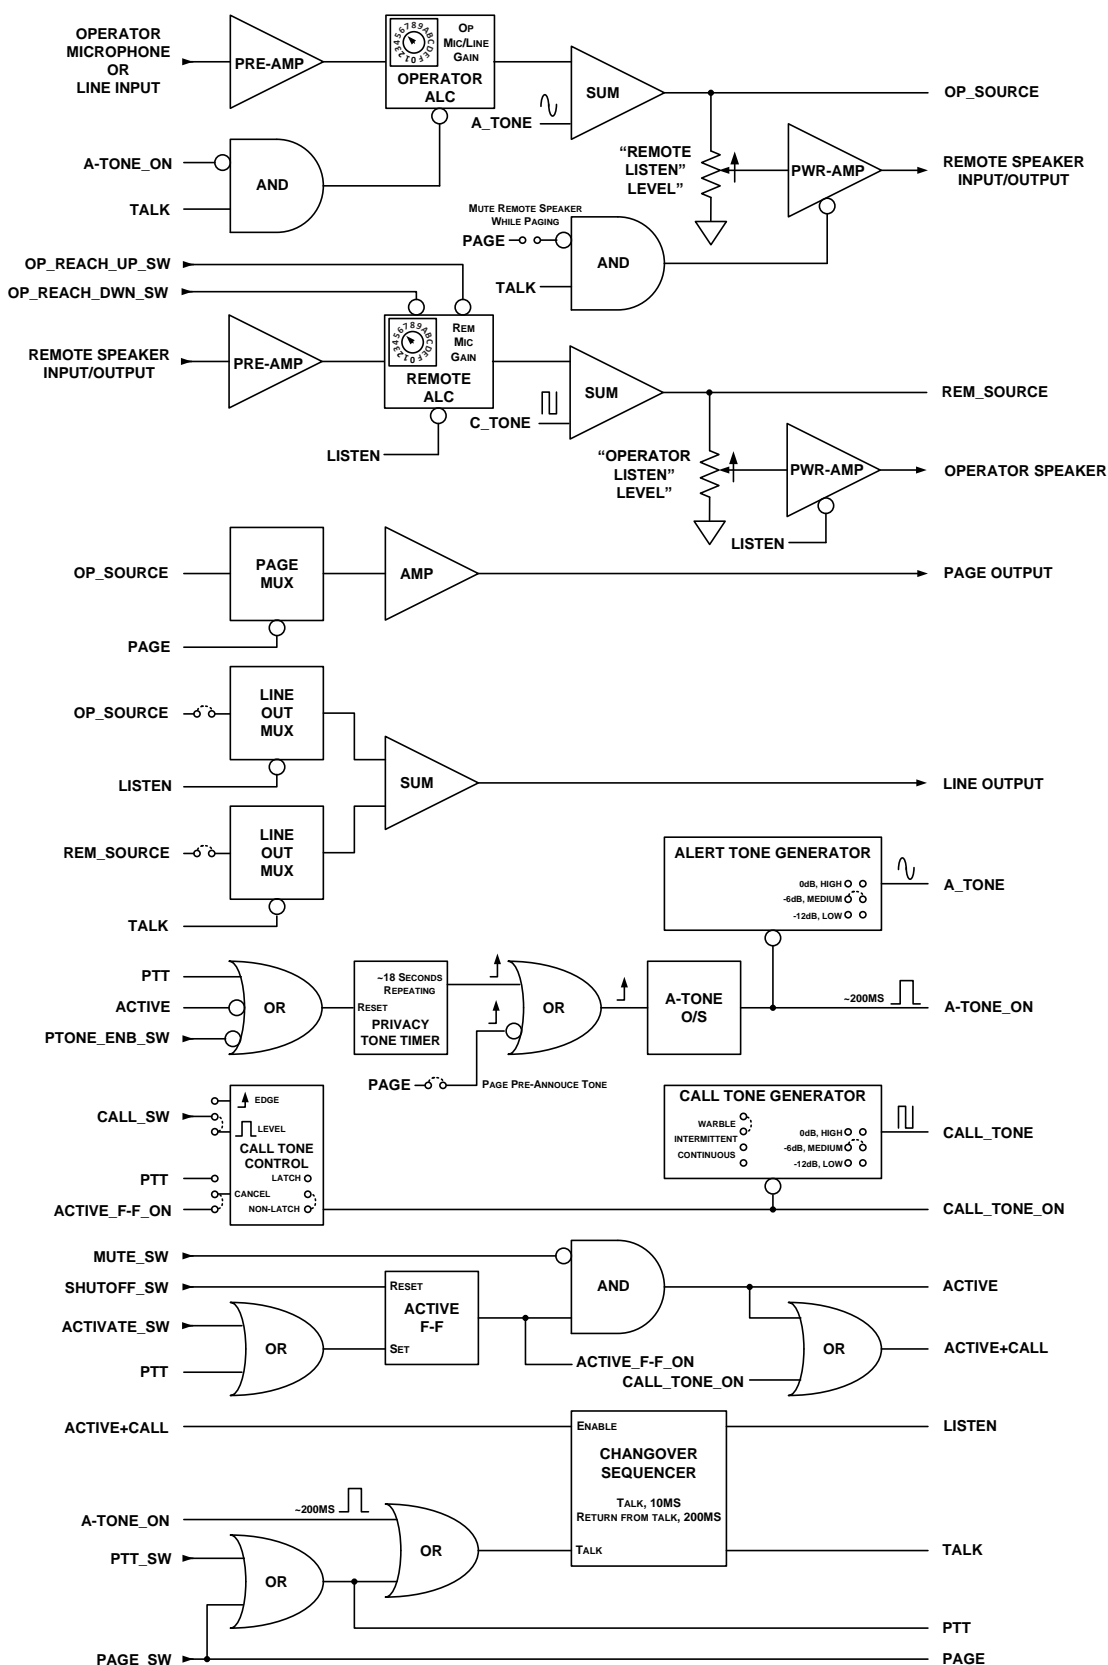 OPERATOR
MICROPHONE
OR
LINE INPUT
PRE-AMP
0123456789ABCDEF
OP
MIC/LINE
GAIN
OPERATOR
ALC
A_TONE
SUM
OP_SOURCE
A-TONE_ON
TALK
AND
"REMOTE
LISTEN"
LEVEL"
PWR-AMP
REMOTE SPEAKER
INPUT/OUTPUT
MUTE REMOTE SPEAKER
WHILE PAGING
PAGE
TALK
AND
OP_REACH_UP_SW
OP_REACH_DWN_SW
REMOTE SPEAKER
INPUT/OUTPUT
PRE-AMP
0123456789ABCDEF
REM
MIC
GAIN
REMOTE
ALC
LISTEN
C_TONE
SUM
REM_SOURCE
"OPERATOR
LISTEN"
LEVEL"
PWR-AMP
OPERATOR SPEAKER
LISTEN
OP_SOURCE
PAGE
MUX
AMP
PAGE OUTPUT
PAGE
OP_SOURCE
LINE
OUT
MUX
LISTEN
SUM
LINE OUTPUT
REM_SOURCE
LINE
OUT
MUX
TALK
ALERT TONE GENERATOR
0dB, HIGH
-6dB, MEDIUM
-12dB, LOW
A_TONE
PTT
ACTIVE
PTONE_ENB_SW
OR
~18 SECONDS
REPEATING
RESET
PRIVACY
TONE TIMER
OR
A-TONE
O/S
~200MS
A-TONE_ON
PAGE
PAGE PRE-ANNOUCE TONE
CALL_SW
EDGE
LEVEL
CALL TONE
CONTROL
PTT
LATCH
CANCEL
ACTIVE_F-F_ON
NON-LATCH
CALL TONE GENERATOR
WARBLE
INTERMITTENT
CONTINUOUS
0dB, HIGH
-6dB, MEDIUM
-12dB, LOW
CALL_TONE
CALL_TONE_ON
MUTE_SW
SHUTOFF_SW
ACTIVATE_SW
PTT
OR
RESET
ACTIVE
F-F
SET
AND
ACTIVE
ACTIVE_F-F_ON
CALL_TONE_ON
OR
ACTIVE+CALL
ACTIVE+CALL
ENABLE
CHANGOVER
SEQUENCER
TALK, 10MS
RETURN FROM TALK, 200MS
TALK
LISTEN
~200MS
A-TONE_ON
PTT_SW
OR
OR
TALK
PTT
PAGE_SW
PAGE